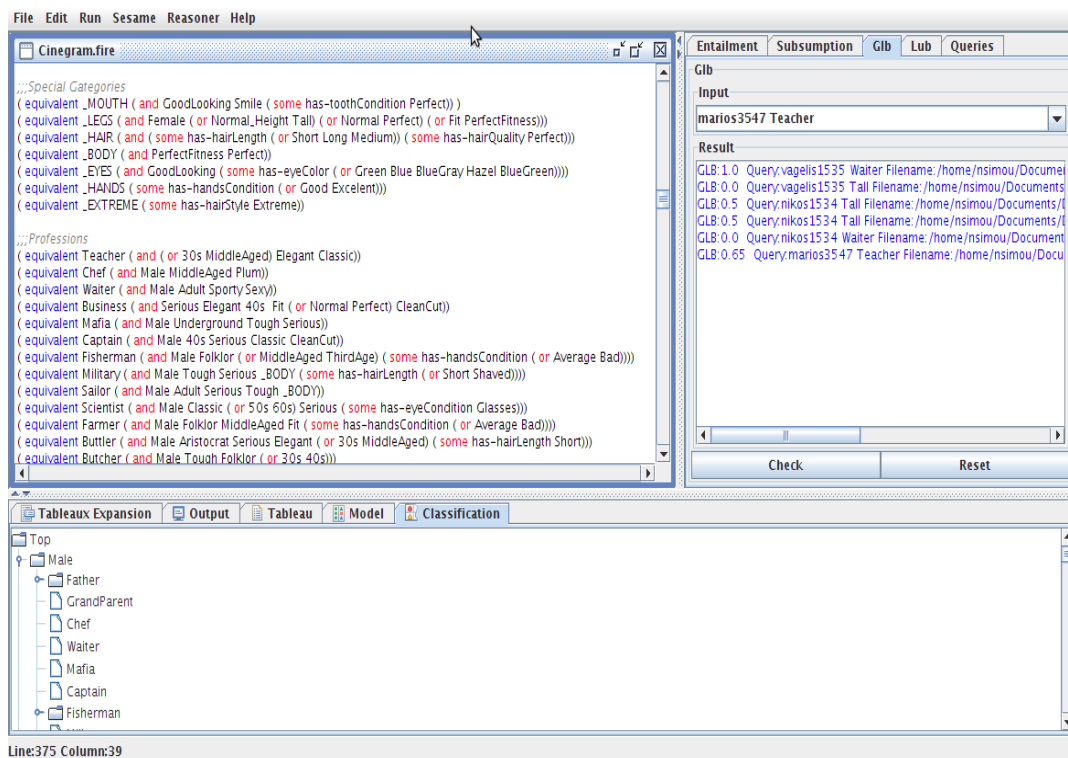 File Edit Run Sesame Reasoner Help
Cinegram.fire
;;;Special Gategories
( equivalent _MOUTH ( and GoodLooking Smile ( some has-toothCondition Perfect)) )
( equivalent _LEGS ( and Female ( or Normal_Height Tall) ( or Normal Perfect) ( or Fit PerfectFitness)))
( equivalent _HAIR ( and ( some has-hairLength ( or Short Long Medium)) ( some has-hairQuality Perfect)))
( equivalent _BODY ( and PerfectFitness Perfect))
( equivalent _EYES ( and GoodLooking ( some has-eyeColor ( or Green Blue BlueGray Hazel BlueGreen))))
( equivalent _HANDS ( some has-handsCondition ( or Good Excelent)))
( equivalent _EXTREME ( some has-hairStyle Extreme))
;;;Professions
( equivalent Teacher ( and ( or 30s MiddleAged) Elegant Classic))
( equivalent Chef ( and Male MiddleAged Plum))
( equivalent Waiter ( and Male Adult Sporty Sexy))
( equivalent Business ( and Serious Elegant 40s Fit ( or Normal Perfect) CleanCut))
( equivalent Mafia ( and Male Underground Tough Serious))
( equivalent Captain ( and Male 40s Serious Classic CleanCut))
( equivalent Fisherman ( and Male Folklor ( or MiddleAged ThirdAge) ( some has-handsCondition ( or Average Bad))))
( equivalent Military ( and Male Tough Serious _BODY ( some has-hairLength ( or Short Shaved))))
( equivalent Sailor ( and Male Adult Serious Tough _BODY))
( equivalent Scientist ( and Male Classic ( or 50s 60s) Serious ( some has-eyeCondition Glasses)))
( equivalent Farmer ( and Male Folklor MiddleAged Fit ( some has-handsCondition ( or Average Bad))))
( equivalent Buttler ( and Male Aristocrat Serious Elegant ( or 30s MiddleAged) ( some has-hairLength Short)))
( equivalent Butcher ( and Male Tough Folklor ( or 30s 40s)))
Entailment Subsumption Glb Lub Queries
Glb
Input
marios3547 Teacher
Result
GLB:1.0 Query:vagelis1535 Waiter Filename:/home/nsimou/Documer
GLB:0.0 Query:vagelis1535 Tall Filename:/home/nsimou/Documents
GLB:0.5 Query:nikos1534 Tall Filename:/home/nsimou/Documents/[
GLB:0.5 Query:nikos1534 Tall Filename:/home/nsimou/Documents/[
GLB:0.0 Query:nikos1534 Waiter Filename:/home/nsimou/Document
GLB:0.65 Query:marios3547 Teacher Filename:/home/nsimou/Docu
Check Reset
Tableaux Expansion Output Tableau Model Classification
Top
Male
Father
GrandParent
Chef
Waiter
Mafia
Captain
Fisherman
Line:375 Column:39